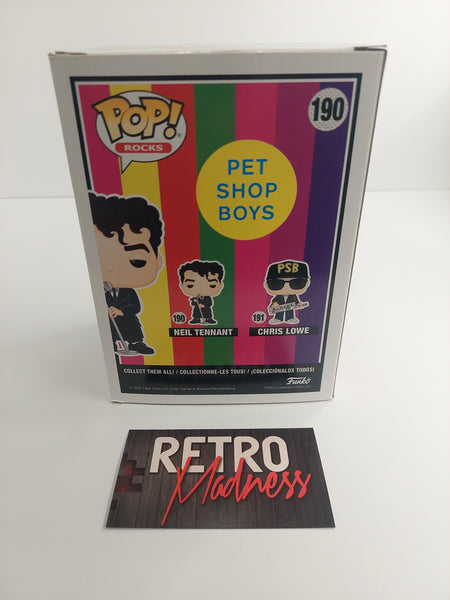 POP!
ROCKS
190
PET
SHOP
BOYS
PSB
190
191
NEIL TENNANT
CHRIS LOWE
COLLECT THEM ALL! / COLLECTIONNE-LES TOUS! / ¡COLECCIÓNALOS TODOS!
Funko
RETRO
Madness